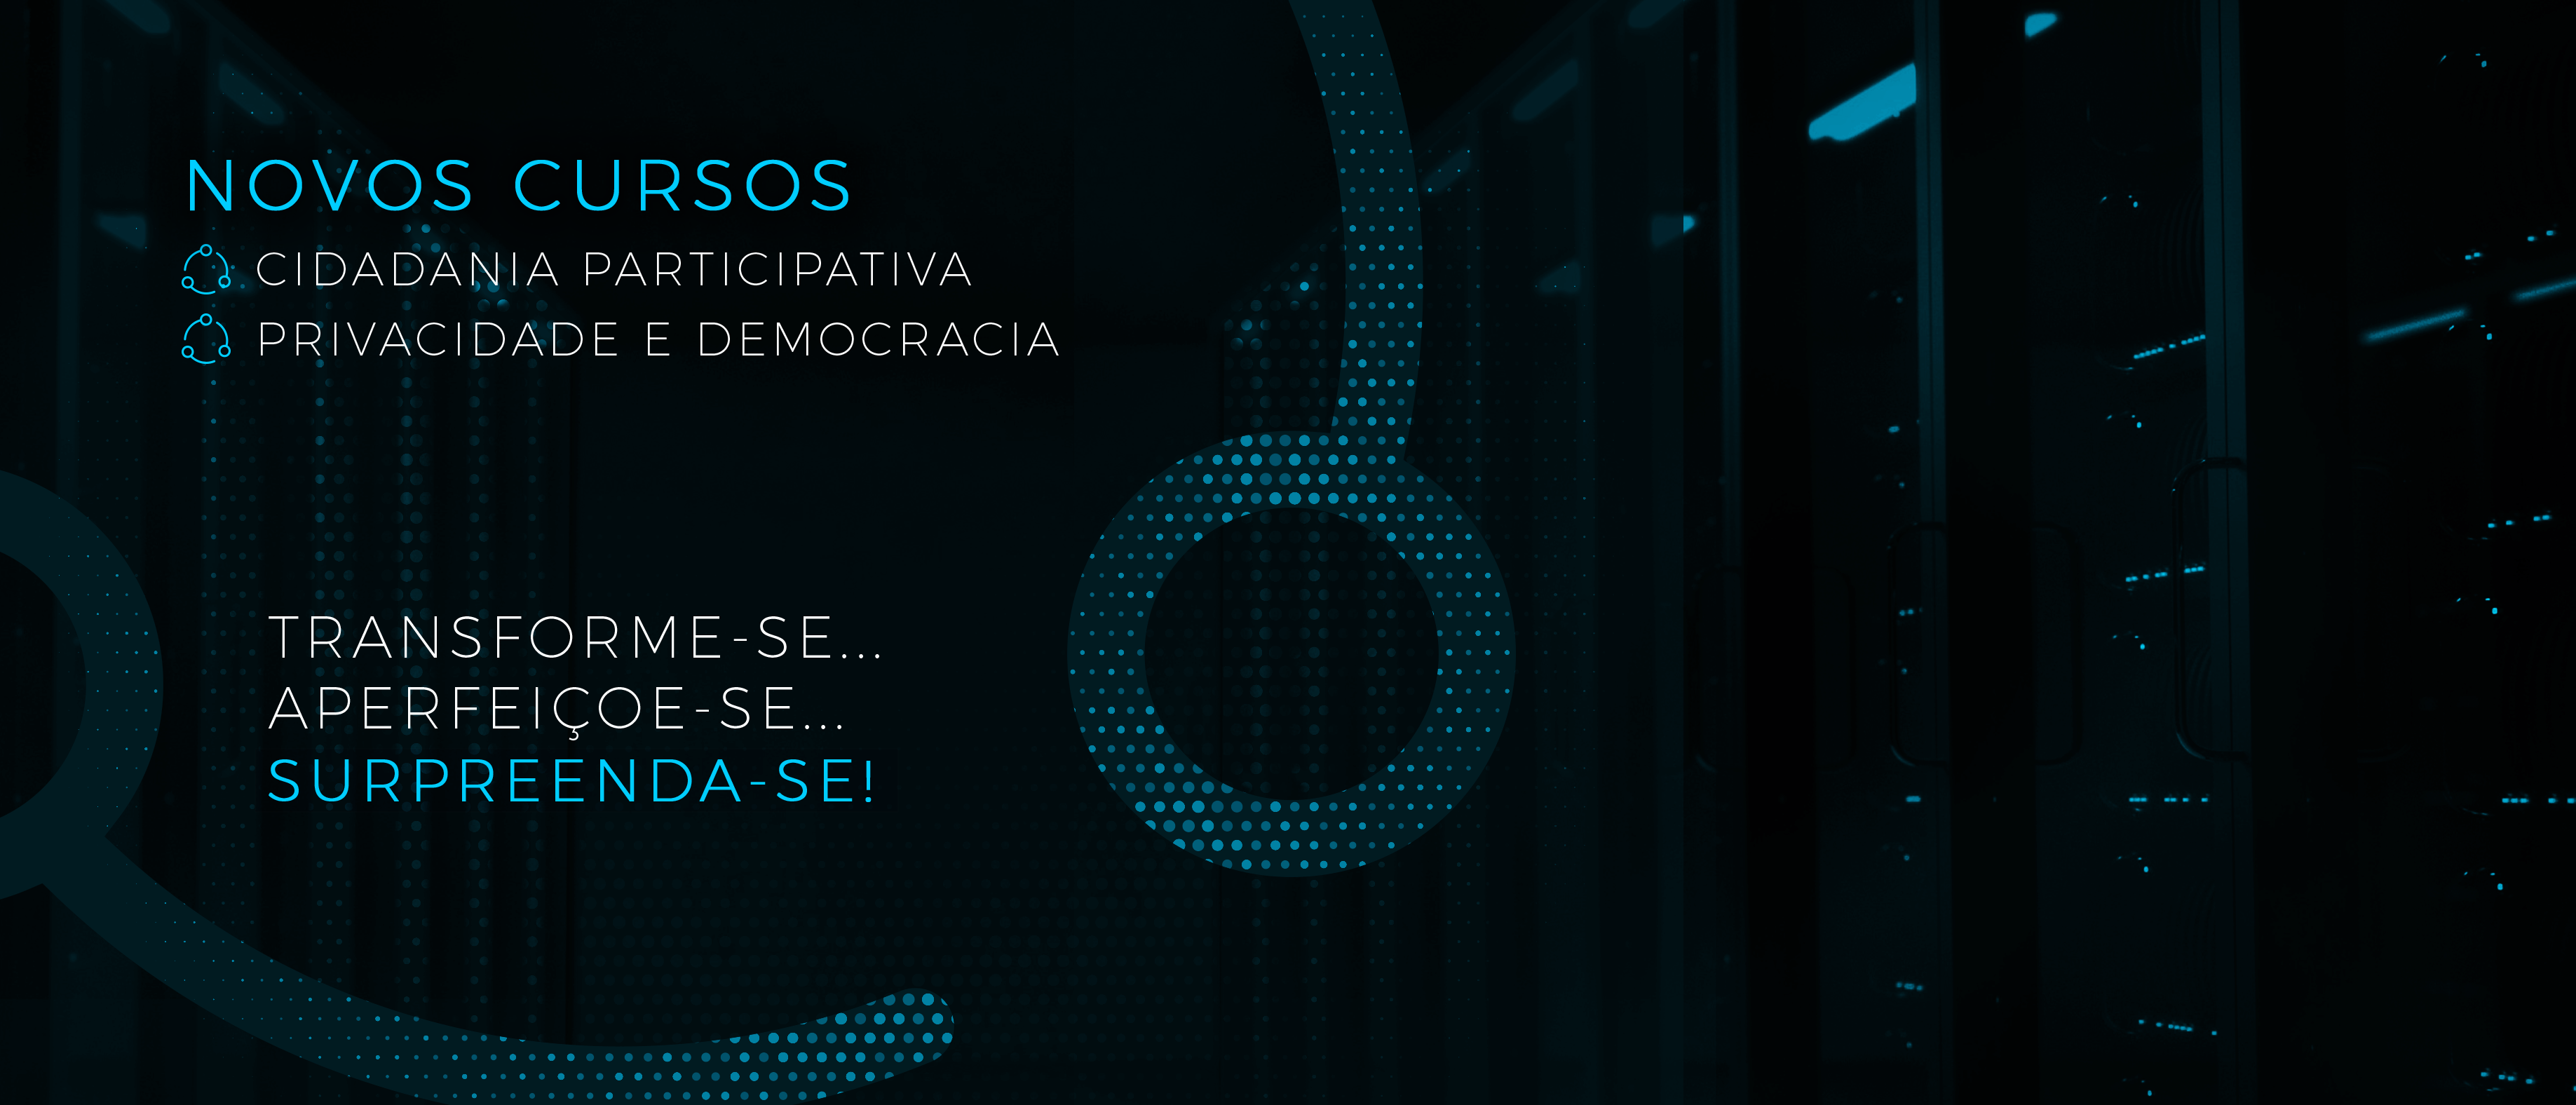 NOVOS CURSOS
CIDADANIA PARTICIPATIVA
PRIVACIDADE E DEMOCRACIA
TRANSFORME-SE...
APERFEIÇOE-SE...
SURPREENDA-SE!